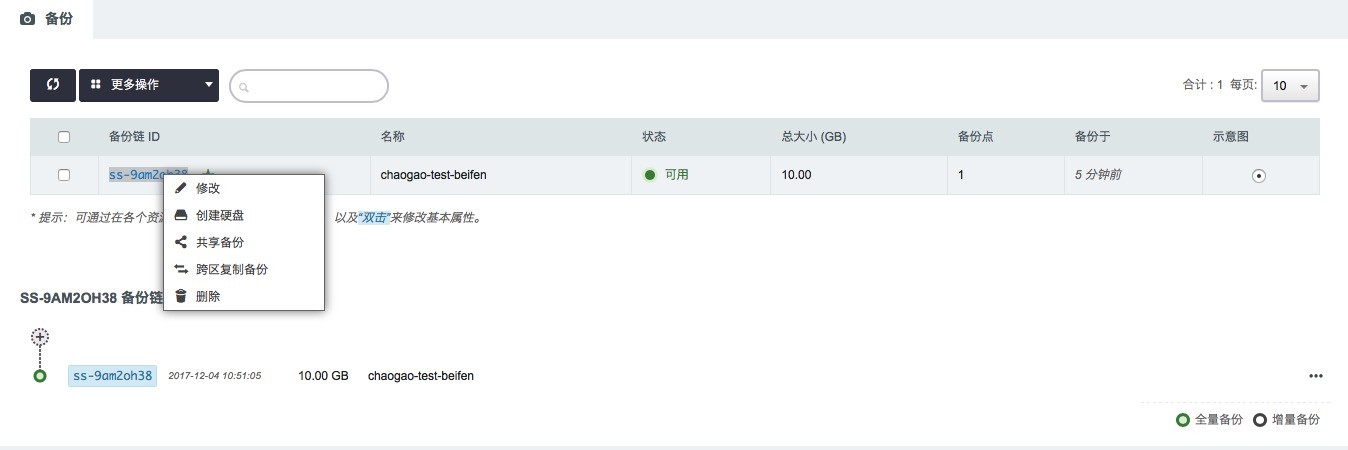 备份
更多操作
合计 : 1 每页: 10
备份链 ID 名称 状态 总大小 (GB) 备份点 备份于 示意图
ss-9am2oh38 chaogao-test-beifen 可用 10.00 1 5 分钟前
修改
* 提示：可通过在各个资 以及“双击”来修改基本属性。
创建硬盘
共享备份
跨区复制备份
删除
SS-9AM2OH38 备份链
ss-9am2oh38 2017-12-04 10:51:05 10.00 GB chaogao-test-beifen
全量备份 增量备份